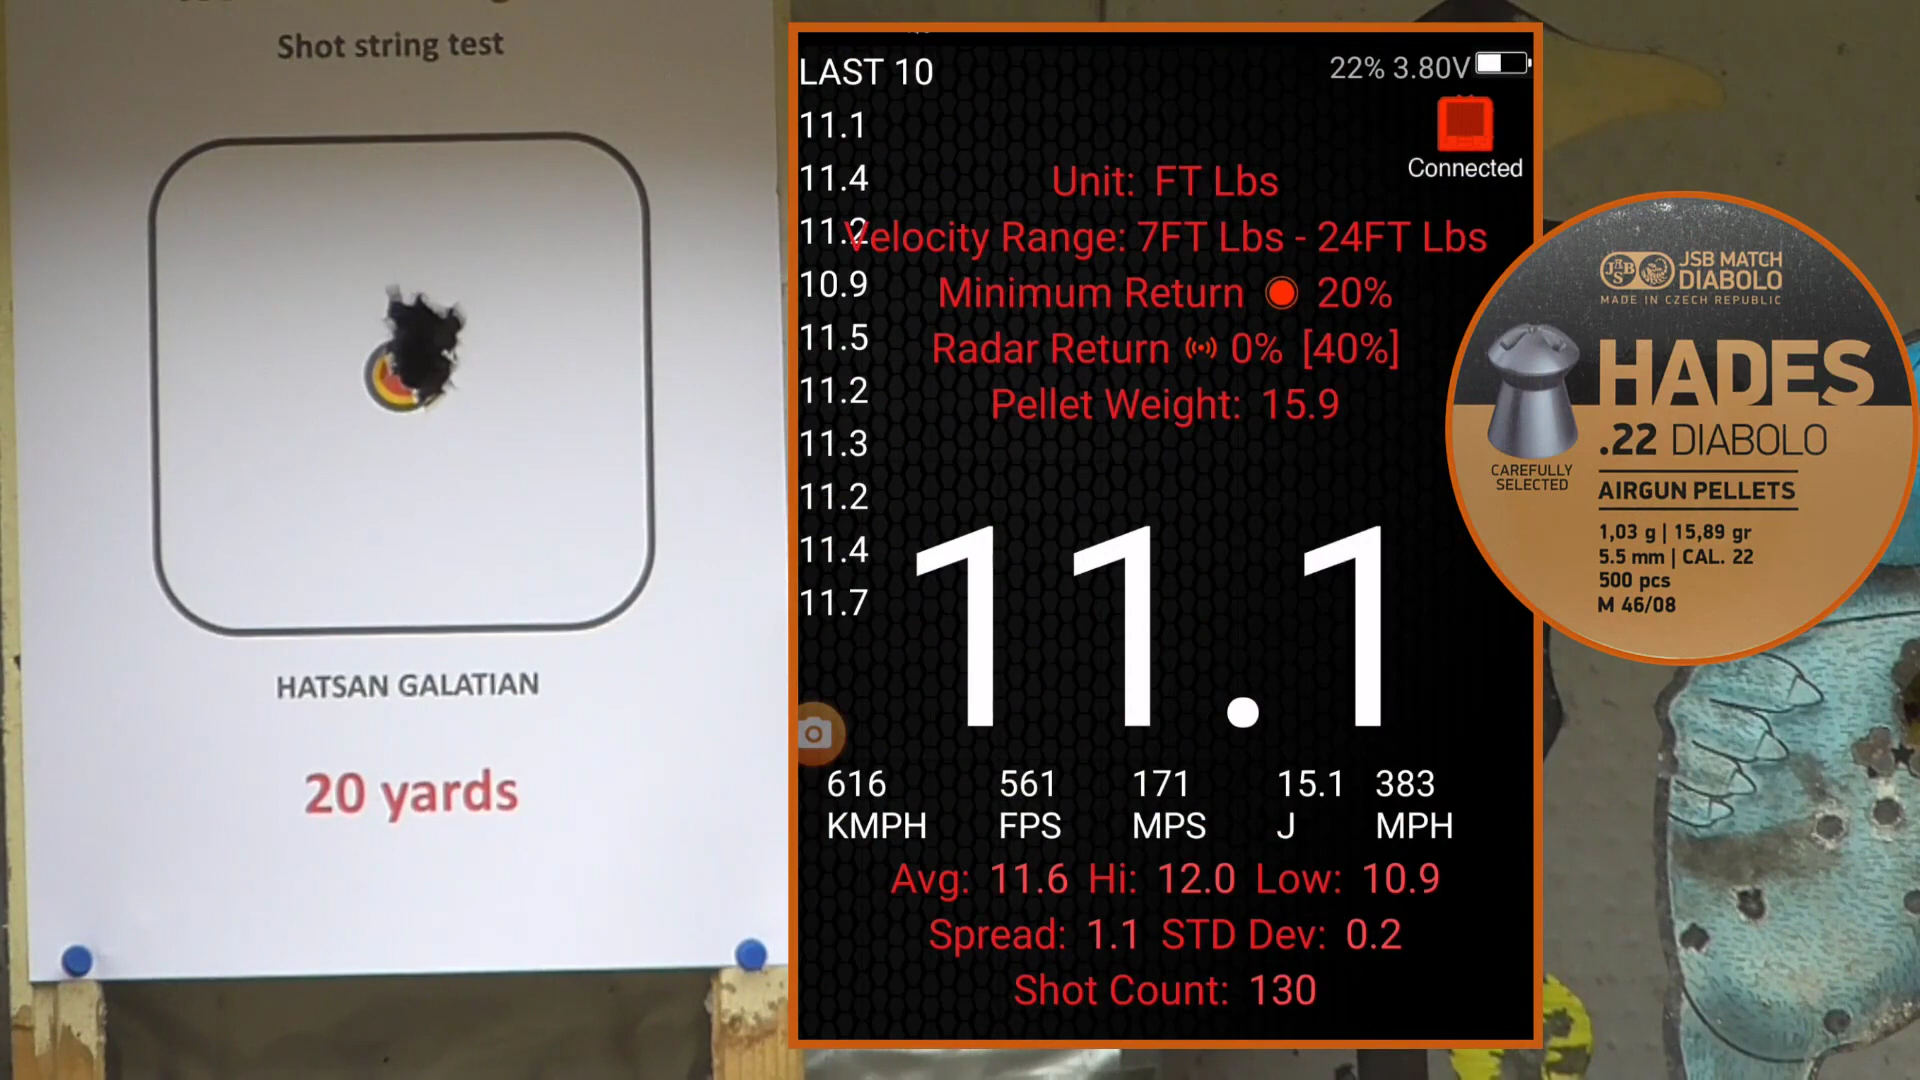 Shot string test
HATSAN GALATIAN
20 yards
LAST 10
22% 3.80V
11.1
11.4
11.2
10.9
11.5
11.2
11.3
11.2
11.4
11.7
Connected
Unit: FT Lbs
Velocity Range: 7FT Lbs - 24FT Lbs
Minimum Return 20%
Radar Return 0% [40%]
Pellet Weight: 15.9
11.1
616 561 171 15.1 383
KMPH FPS MPS J MPH
Avg: 11.6 Hi: 12.0 Low: 10.9
Spread: 1.1 STD Dev: 0.2
Shot Count: 130
JSB
JSB MATCH
DIABOLO
MADE IN CZECH REPUBLIC
HADES
.22 DIABOLO
CAREFULLY
SELECTED
AIRGUN PELLETS
1,03 g | 15,89 gr
5.5 mm | CAL. 22
500 pcs
M 46/08